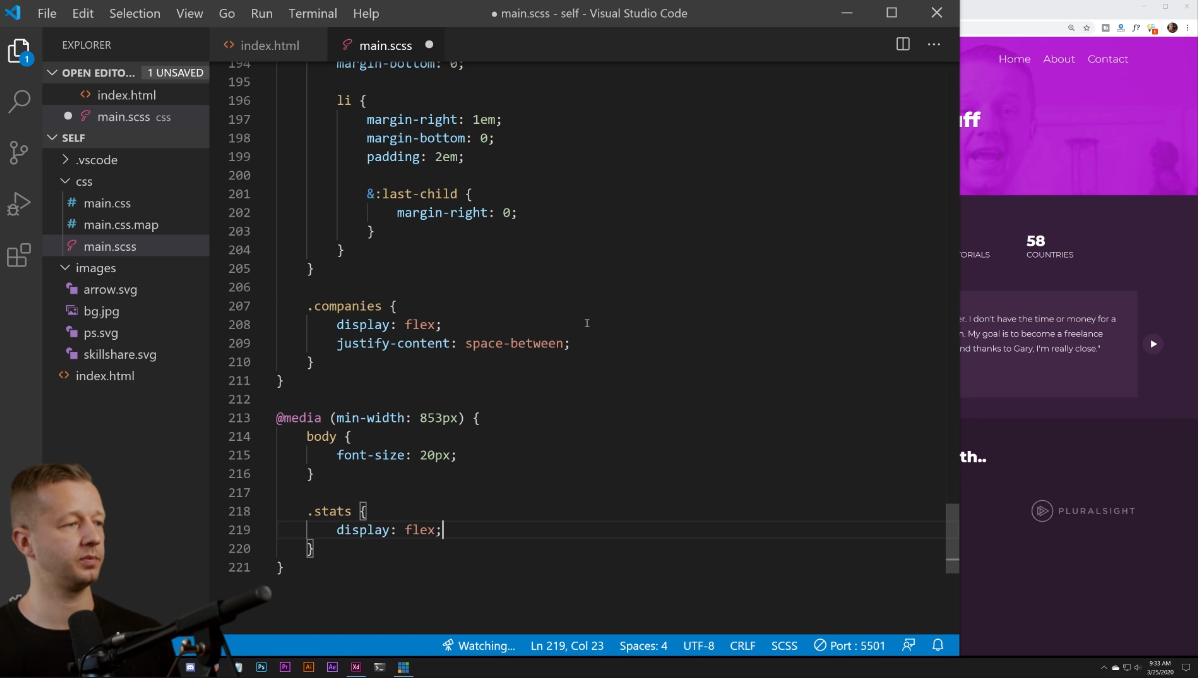 File Edit Selection View Go Run Terminal Help
● main.scss - self - Visual Studio Code
EXPLORER
index.html
main.scss
OPEN EDITO... 1 UNSAVED
index.html
main.scss css
SELF
.vscode
css
main.css
main.css.map
main.scss
images
arrow.svg
bg.jpg
ps.svg
skillshare.svg
index.html
1
194 margin-bottom: 0;
195
196 li {
197 margin-right: 1em;
198 margin-bottom: 0;
199 padding: 2em;
200
201 &:last-child {
202 margin-right: 0;
203 }
204 }
205 }
206
207 .companies {
208 display: flex;
209 justify-content: space-between;
210 }
211 }
212
213 @media (min-width: 853px) {
214 body {
215 font-size: 20px;
216 }
217
218 .stats {
219 display: flex;
220 }
221 }
Watching... Ln 219, Col 23 Spaces: 4 UTF-8 CRLF SCSS Port : 5501
Home About Contact
uff
58
ORIALS COUNTRIES
er. I don't have the time or money for a
n. My goal is to become a freelance
nd thanks to Gary, I'm really close."
th..
PLURALSIGHT
Ps Pr Ai Ae Xd
9:33 AM
3/25/2020